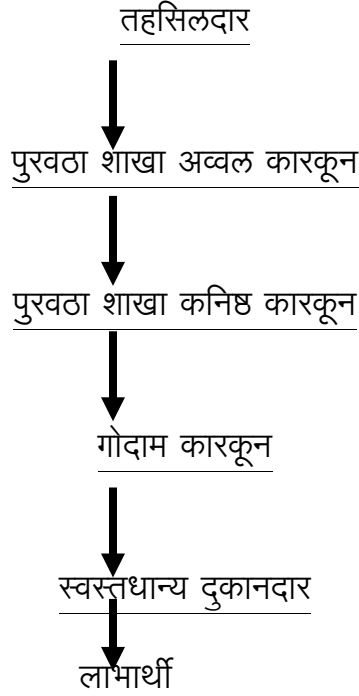 तहसिलदार
पुरवठा शाखा अव्वल कारकून
पुरवठा शाखा कनिष्ठ कारकून
गोदाम कारकून
स्वस्तधान्य दुकानदार
लाभार्थी